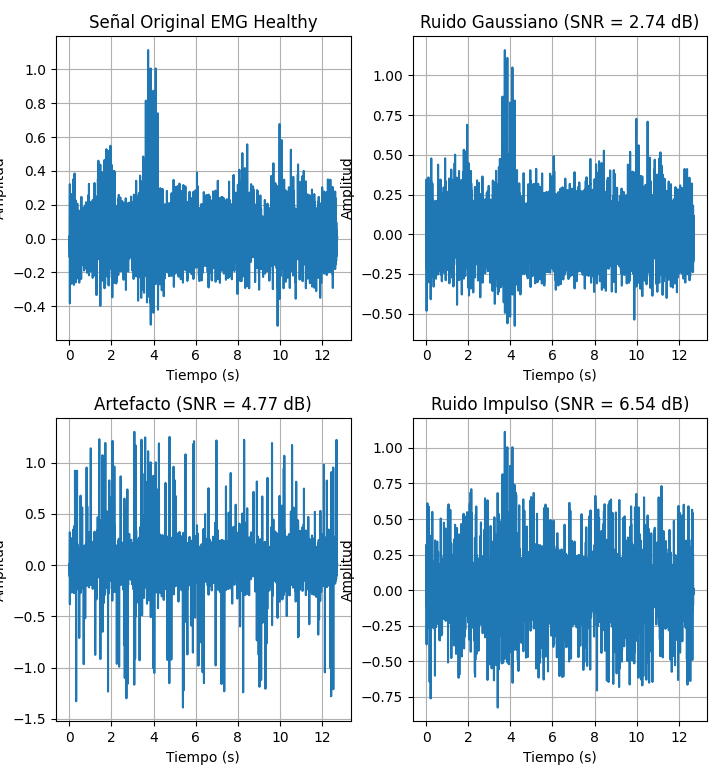 Señal Original EMG Healthy
1.0
0.8
0.6
0.4
0.2
0.0
−0.2
−0.4
0 2 4 6 8 10 12
Tiempo (s)
Ruido Gaussiano (SNR = 2.74 dB)
Amplitud
1.00
0.75
0.50
0.25
0.00
−0.25
−0.50
0 2 4 6 8 10 12
Tiempo (s)
Artefacto (SNR = 4.77 dB)
Amplitud
1.0
0.5
0.0
−0.5
−1.0
−1.5
0 2 4 6 8 10 12
Tiempo (s)
Ruido Impulso (SNR = 6.54 dB)
Amplitud
1.00
0.75
0.50
0.25
0.00
−0.25
−0.50
−0.75
0 2 4 6 8 10 12
Tiempo (s)